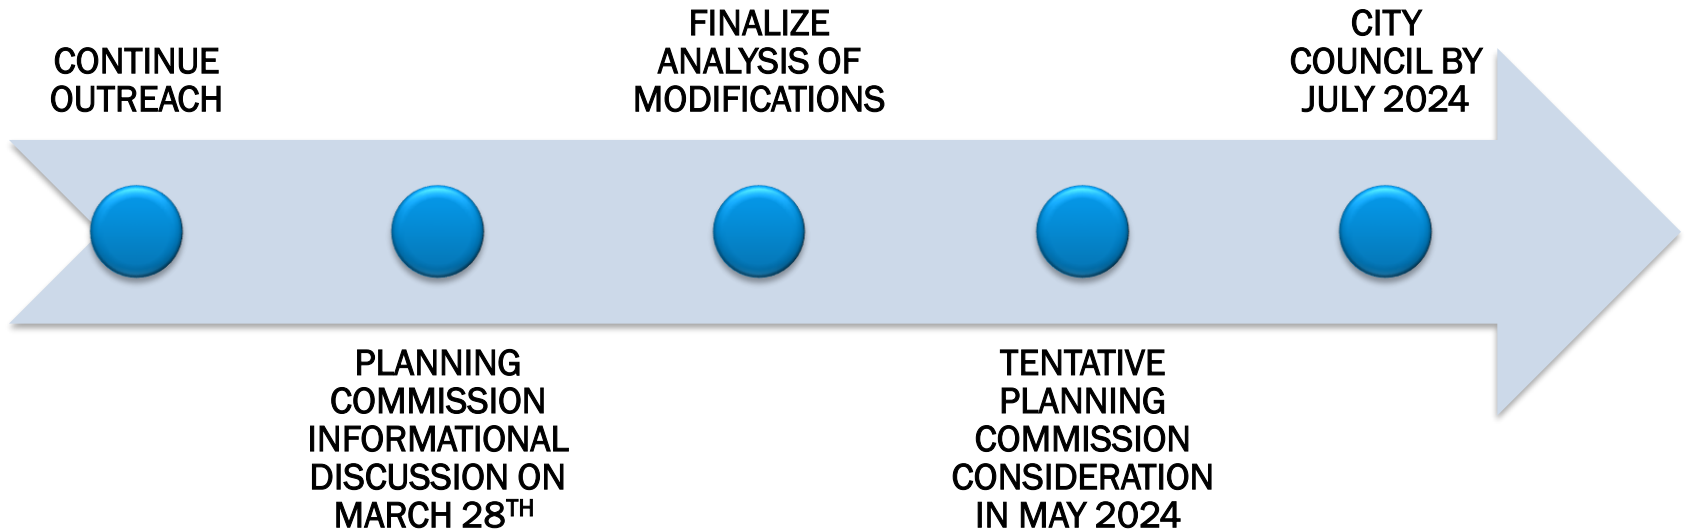 CONTINUE
OUTREACH
PLANNING
COMMISSION
INFORMATIONAL
DISCUSSION ON
MARCH 28TH
FINALIZE
ANALYSIS OF
MODIFICATIONS
TENTATIVE
PLANNING
COMMISSION
CONSIDERATION
IN MAY 2024
CITY
COUNCIL BY
JULY 2024